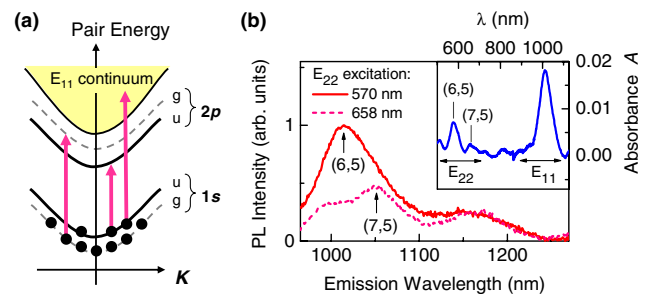 (a)
Pair Energy
E11 continuum
g
u
2p
u
g
1s
K
(b)
λ (nm)
600 800 1000
E22 excitation:
570 nm
658 nm
(6,5)
(7,5)
E22
E11
0.02
0.01
0.00
Absorbance A
PL Intensity (arb. units)
1
0
(6,5)
(7,5)
1000 1100 1200
Emission Wavelength (nm)